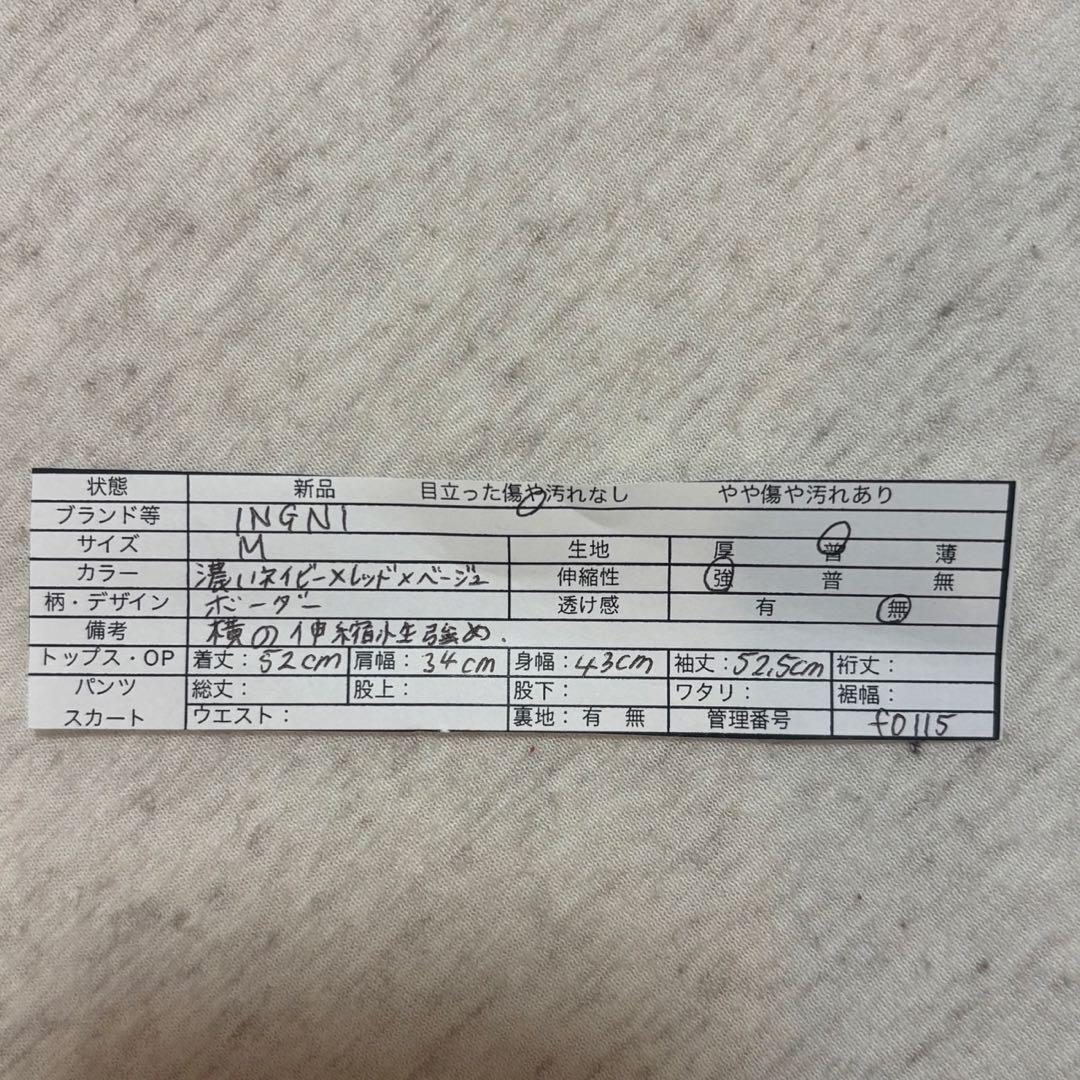 状態 新品 目立った傷や汚れなし やや傷や汚れあり
ブランド等 INGNI
サイズ M 生地 厚 普 薄
カラー 濃いネイビー×レッド×ベージュ 伸縮性 強 普 無
柄・デザイン ボーダー 透け感 有 無
備考 横の伸縮性強め.
トップス・OP 着丈：52cm 肩幅：34cm 身幅：43cm 袖丈：52.5cm 裄丈：
パンツ 総丈： 股上： 股下： ワタリ： 裾幅：
スカート ウエスト： 裏地：有 無 管理番号 f0115